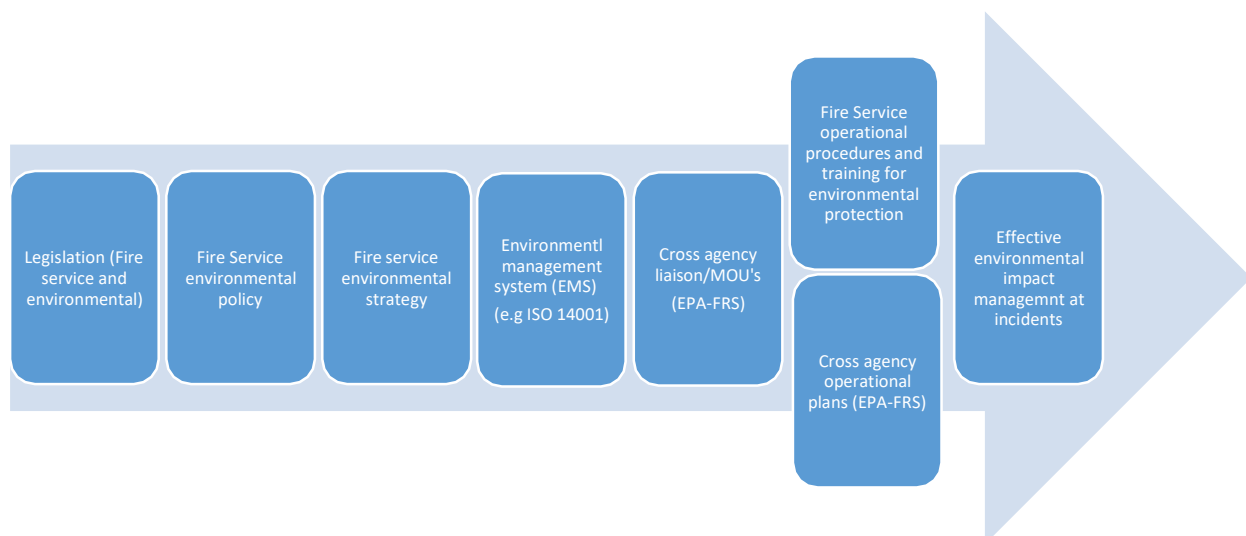 Legislation (Fire
service and
environmental)
Fire Service
environmental
policy
Fire service
environmental
strategy
Environmentl
management
system (EMS)
(e.g ISO 14001)
Cross agency
liaison/MOU's
(EPA-FRS)
Fire Service
operational
procedures and
training for
environmental
protection
Cross agency
operational
plans (EPA-FRS)
Effective
environmental
impact
managemnt at
incidents